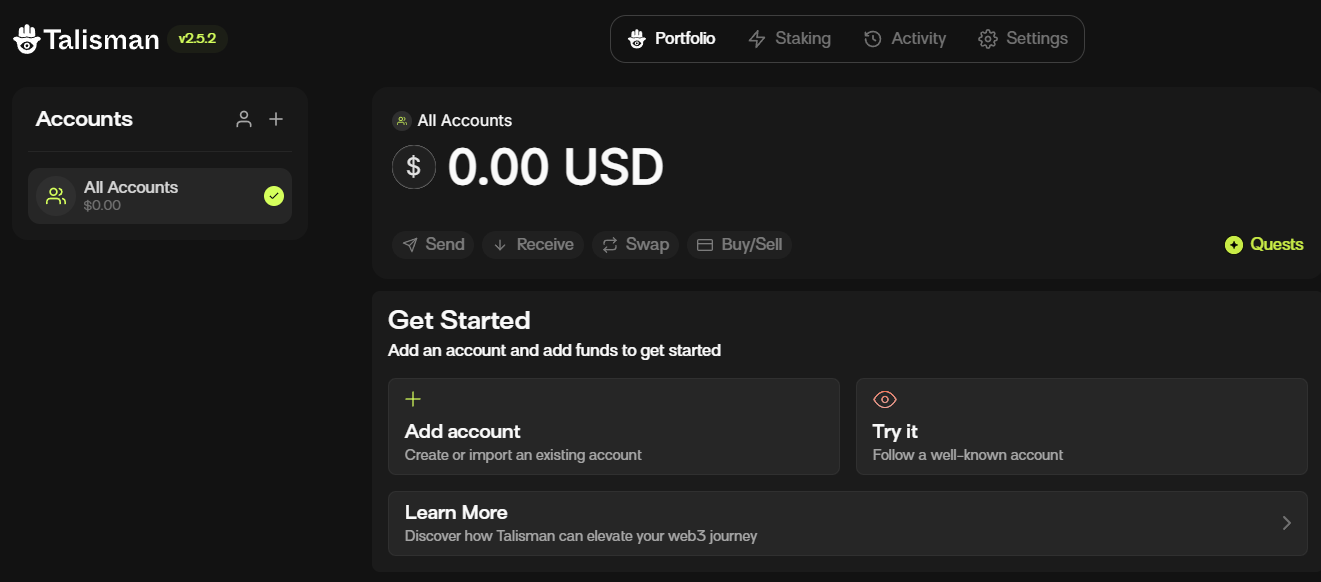 Talisman v2.5.2
Portfolio Staking Activity Settings
Accounts
All Accounts
$0.00
All Accounts
$ 0.00 USD
Send Receive Swap Buy/Sell Quests
Get Started
Add an account and add funds to get started
Add account
Create or import an existing account
Try it
Follow a well-known account
Learn More
Discover how Talisman can elevate your web3 journey